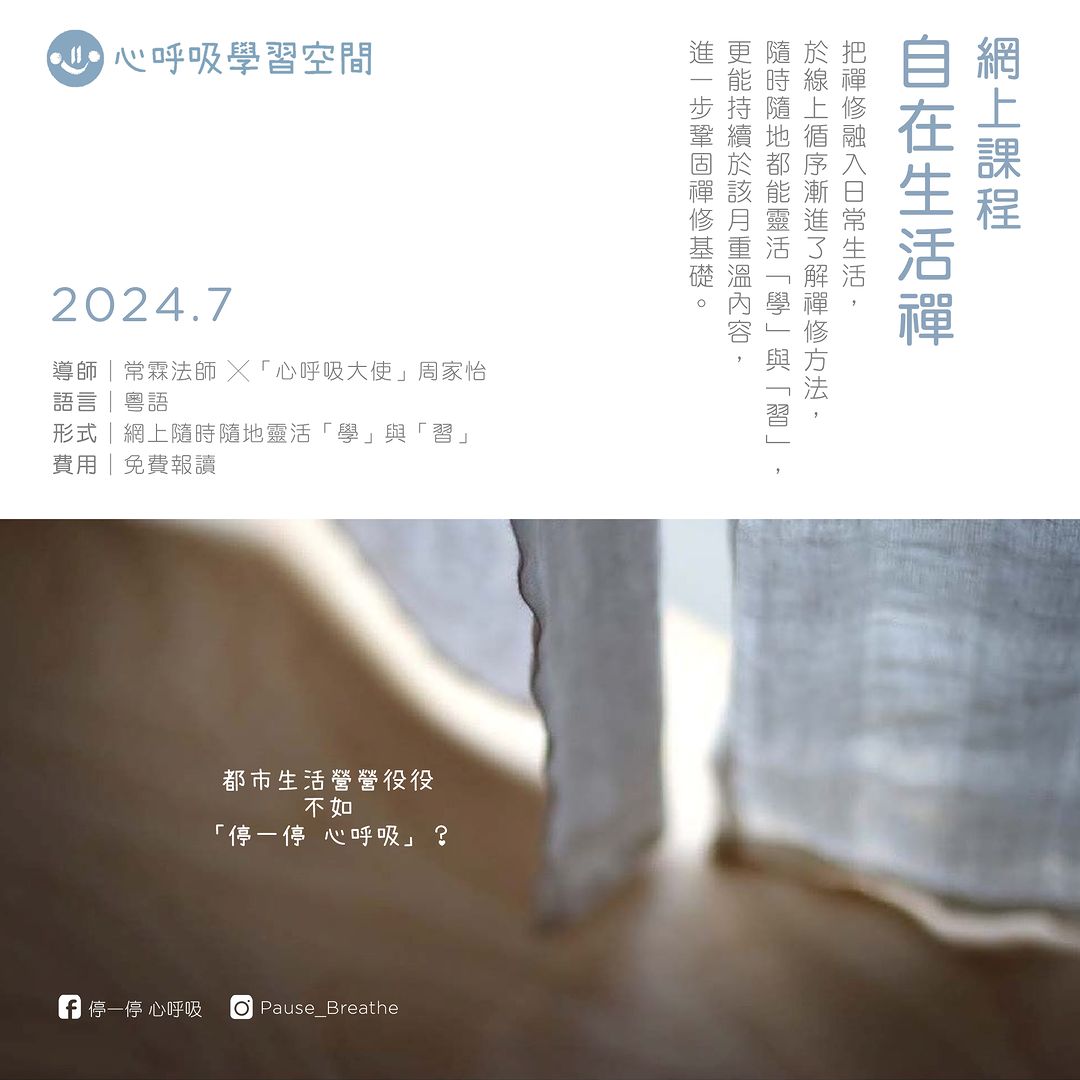 心呼吸學習空間
網上課程
自在生活禪
把禪修融入日常生活，
於線上循序漸進了解禪修方法，
隨時隨地都能靈活「學」與「習」，
更能持續於該月重溫內容，
進一步鞏固禪修基礎。
2024.7
導師｜常霖法師 ╳「心呼吸大使」周家怡
語言｜粵語
形式｜網上隨時隨地靈活「學」與「習」
費用｜免費報讀
都市生活營營役役
不如
「停一停 心呼吸」？
停一停 心呼吸 Pause_Breathe